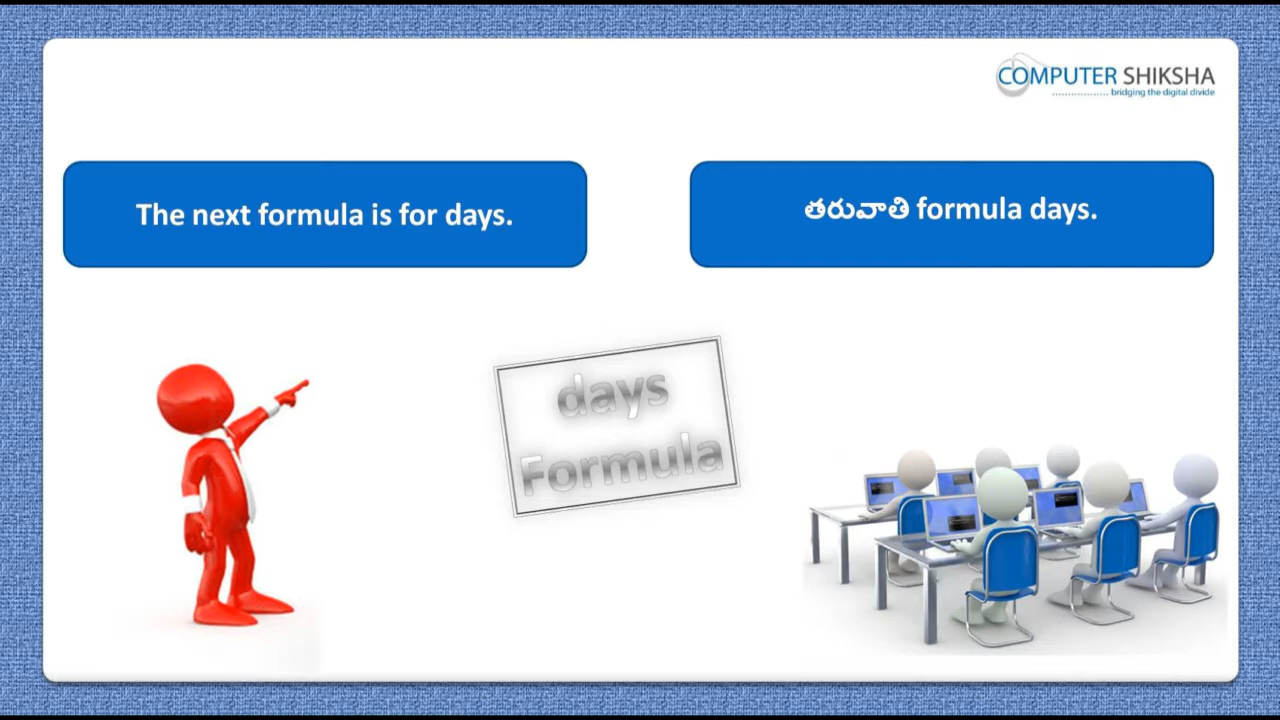 COMPUTER SHIKSHA
.................. bridging the digital divide
The next formula is for days.
తరువాతి formula days.
days
Formula